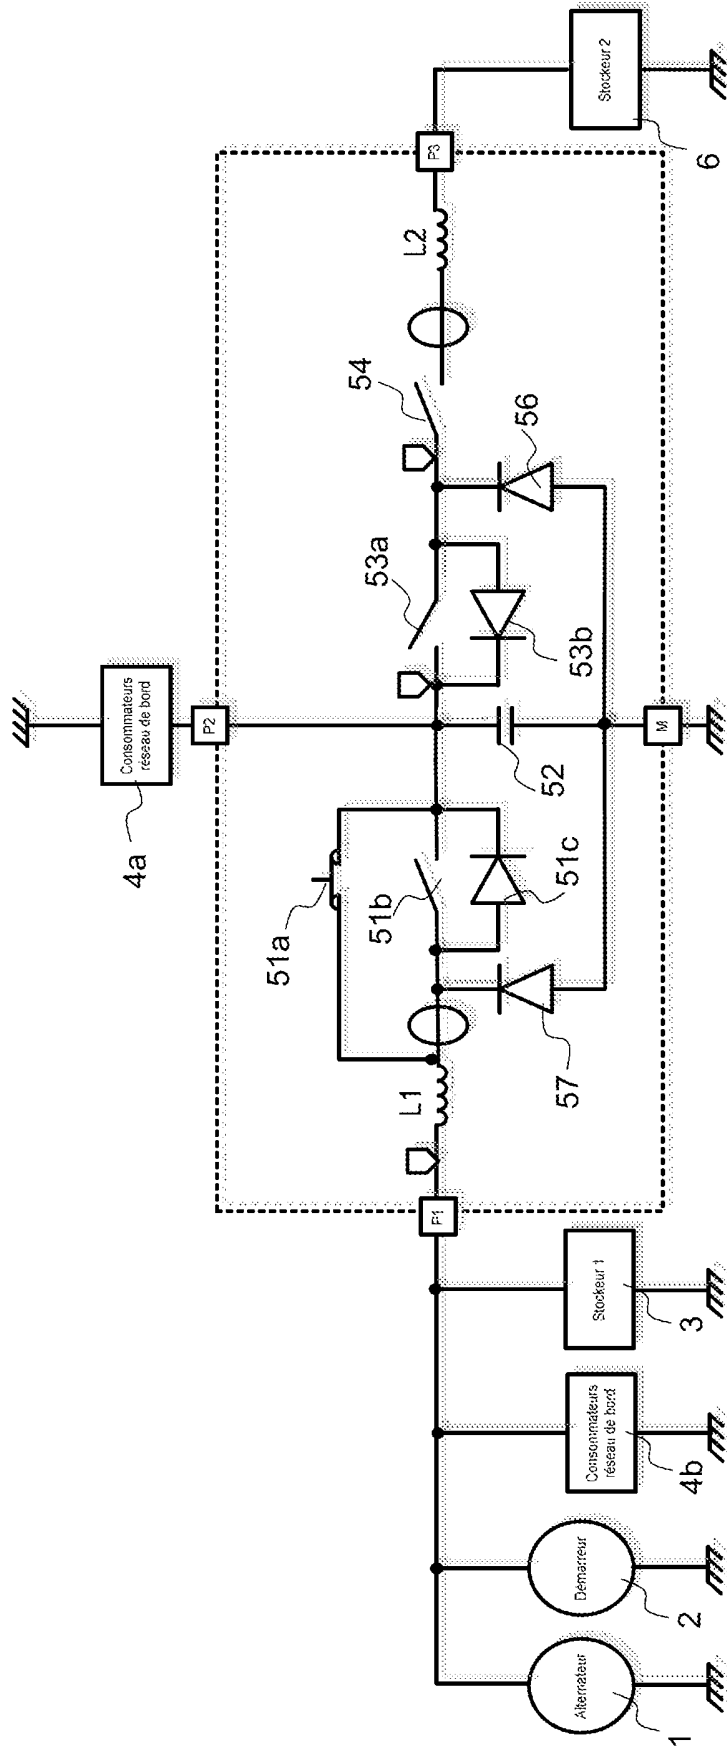 Alternateur
1
Démarreur
2
Consommateurs
réseau de bord
4b
Stockeur 1
3
P1
L1
57
51a
51b
51c
Consommateurs
réseau de bord
4a
P2
52
M
53a
53b
54
56
L2
P3
Stockeur 2
6